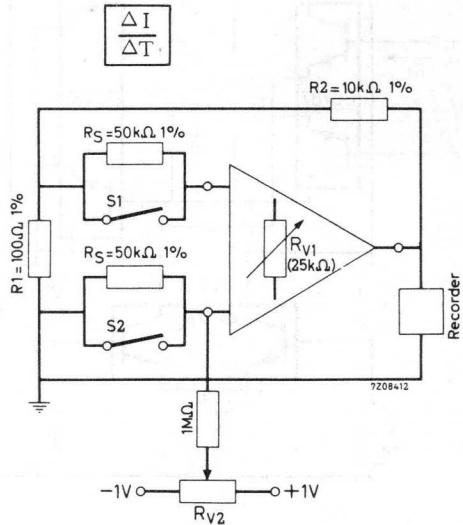 ΔI
ΔT
R2=10kΩ 1%
RS=50kΩ 1%
S1
R1=100Ω 1%
RV1
(25kΩ)
RS=50kΩ 1%
S2
Recorder
7Z08412
1MΩ
−1V
+1V
RV2